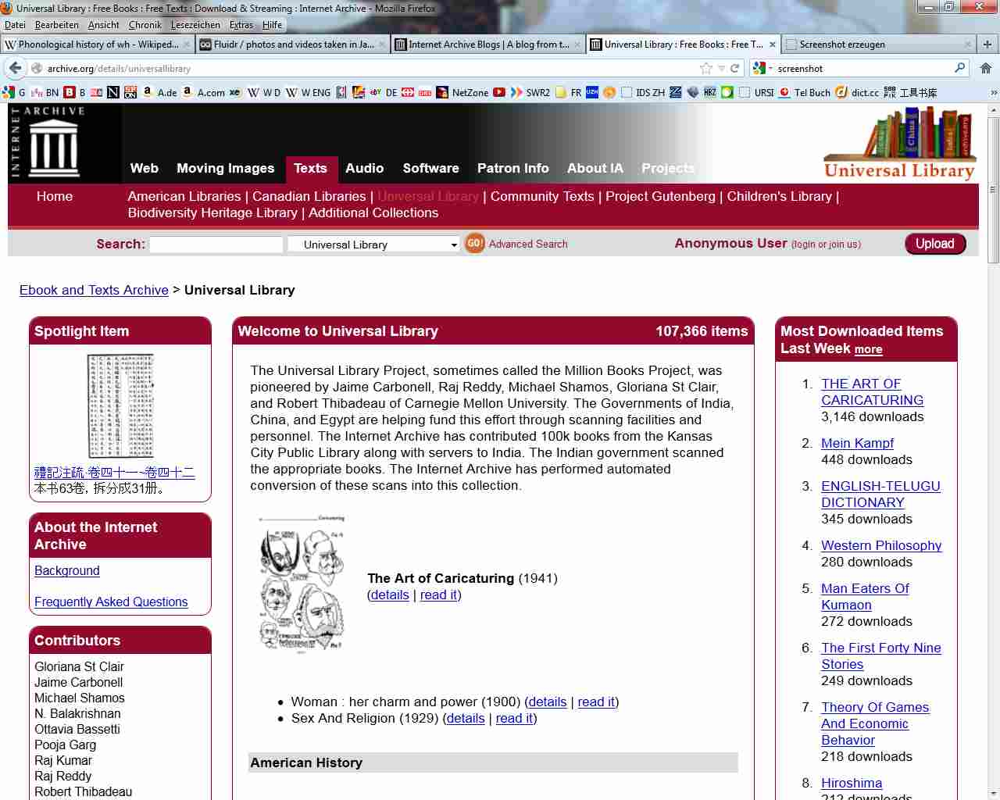 Universal Library : Free Books : Free Texts : Download & Streaming : Internet Archive - Mozilla Firefox
Datei Bearbeiten Ansicht Chronik Lesezeichen Extras Hilfe
Phonological history of wh - Wikiped... Fluidr / photos and videos taken in Ja... Internet Archive Blogs | A blog from t... Universal Library : Free Books : Free T... Screenshot erzeugen
archive.org/details/universallibrary screenshot
G BN B A.de A.com W D W ENG DE NetZone SWR2 FR UZH IDS ZH HBZ URSI Tel Buch dict.cc 工具书库
INTERNET ARCHIVE
Universal Library
Web Moving Images Texts Audio Software Patron Info About IA Projects
Home American Libraries | Canadian Libraries | Universal Library | Community Texts | Project Gutenberg | Children's Library |
Biodiversity Heritage Library | Additional Collections
Search: Universal Library GO! Advanced Search Anonymous User (login or join us) Upload
Ebook and Texts Archive > Universal Library
Spotlight Item
禮記注疏·卷四十一~卷四十二
本书63卷, 拆分成31册。
About the Internet
Archive
Background
Frequently Asked Questions
Contributors
Gloriana St Clair
Jaime Carbonell
Michael Shamos
N. Balakrishnan
Ottavia Bassetti
Pooja Garg
Raj Kumar
Raj Reddy
Robert Thibadeau
Welcome to Universal Library 107,366 items
The Universal Library Project, sometimes called the Million Books Project, was
pioneered by Jaime Carbonell, Raj Reddy, Michael Shamos, Gloriana St Clair,
and Robert Thibadeau of Carnegie Mellon University. The Governments of India,
China, and Egypt are helping fund this effort through scanning facilities and
personnel. The Internet Archive has contributed 100k books from the Kansas
City Public Library along with servers to India. The Indian government scanned
the appropriate books. The Internet Archive has performed automated
conversion of these scans into this collection.
Caricaturing
The Art of Caricaturing (1941)
(details | read it)
• Woman : her charm and power (1900) (details | read it)
• Sex And Religion (1929) (details | read it)
American History
Most Downloaded Items
Last Week more
1. THE ART OF
CARICATURING
3,146 downloads
2. Mein Kampf
448 downloads
3. ENGLISH-TELUGU
DICTIONARY
345 downloads
4. Western Philosophy
280 downloads
5. Man Eaters Of
Kumaon
272 downloads
6. The First Forty Nine
Stories
249 downloads
7. Theory Of Games
And Economic
Behavior
218 downloads
8. Hiroshima
212 downloads